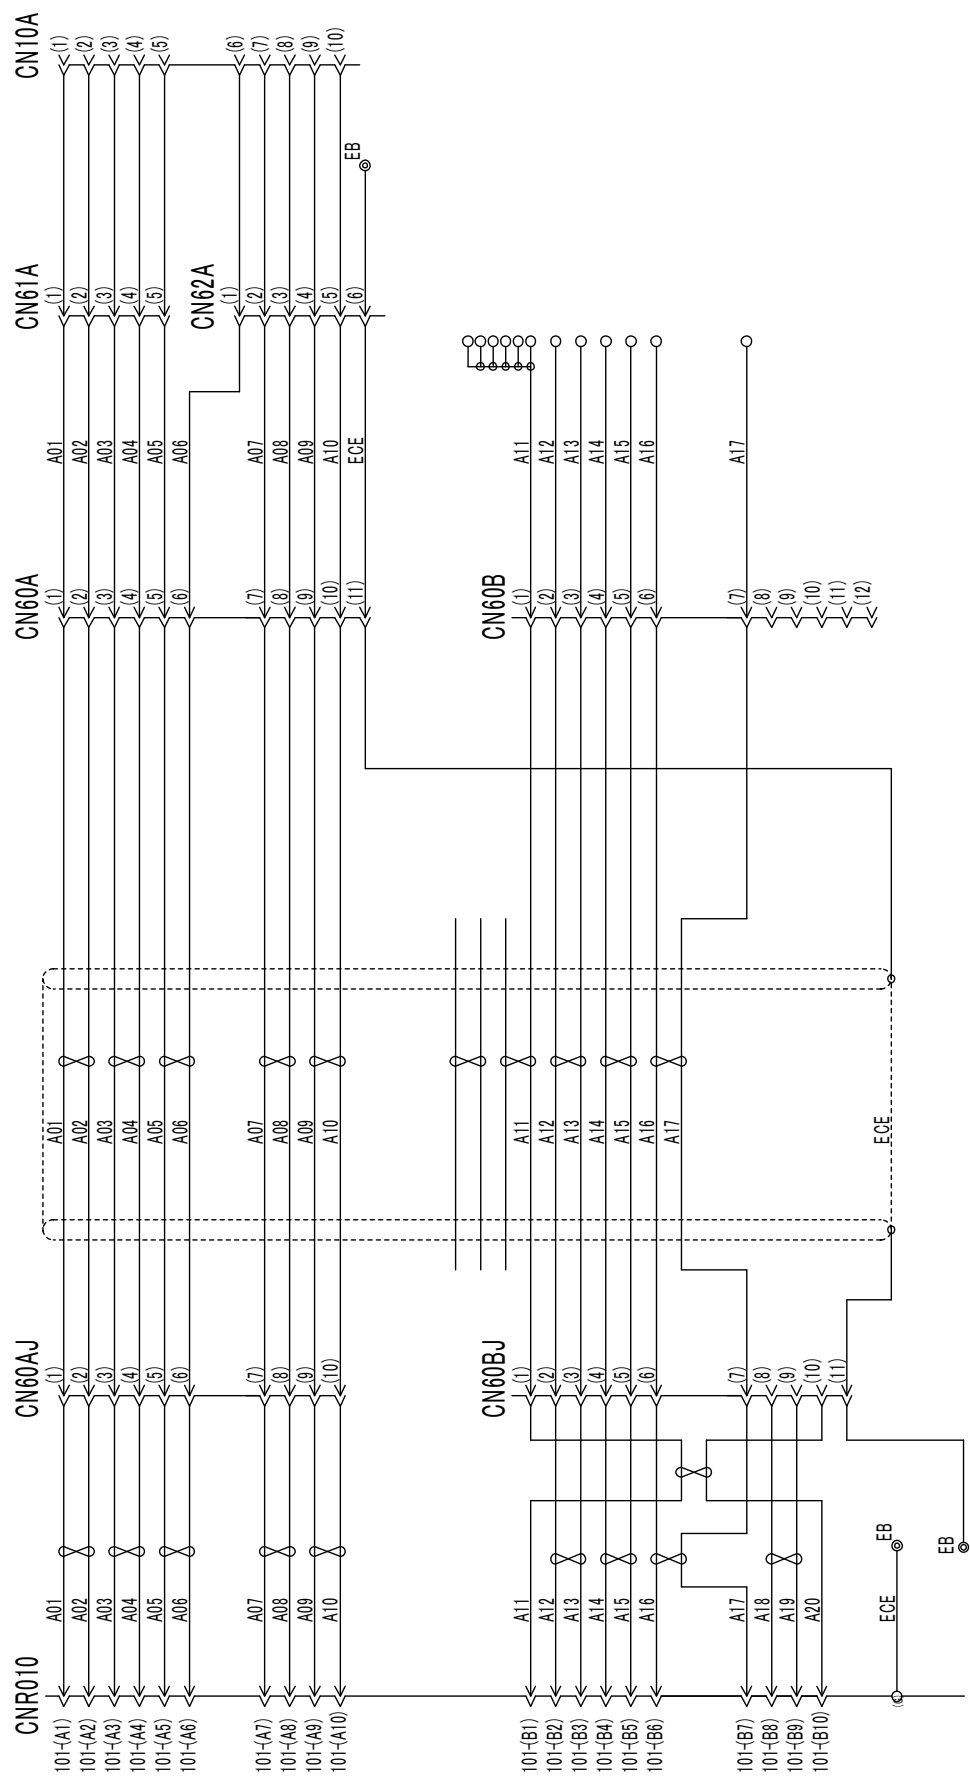 CN10A
(1)
(2)
(3)
(4)
(5)
(6)
(7)
(8)
(9)
(10)
EB
CN61A
(1)
(2)
(3)
(4)
(5)
CN62A
(1)
(2)
(3)
(4)
(5)
(6)
A01
A02
A03
A04
A05
A06
A07
A08
A09
A10
ECE
A11
A12
A13
A14
A15
A16
A17
CN60A
(1)
(2)
(3)
(4)
(5)
(6)
(7)
(8)
(9)
(10)
(11)
CN60B
(1)
(2)
(3)
(4)
(5)
(6)
(7)
(8)
(9)
(10)
(11)
(12)
A01
A02
A03
A04
A05
A06
A07
A08
A09
A10
A11
A12
A13
A14
A15
A16
A17
ECE
CN60AJ
(1)
(2)
(3)
(4)
(5)
(6)
(7)
(8)
(9)
(10)
CN60BJ
(1)
(2)
(3)
(4)
(5)
(6)
(7)
(8)
(9)
(10)
(11)
EB
EB
A01
A02
A03
A04
A05
A06
A07
A08
A09
A10
A11
A12
A13
A14
A15
A16
A17
A18
A19
A20
ECE
CNR010
101-(A1)
101-(A2)
101-(A3)
101-(A4)
101-(A5)
101-(A6)
101-(A7)
101-(A8)
101-(A9)
101-(A10)
101-(B1)
101-(B2)
101-(B3)
101-(B4)
101-(B5)
101-(B6)
101-(B7)
101-(B8)
101-(B9)
101-(B10)